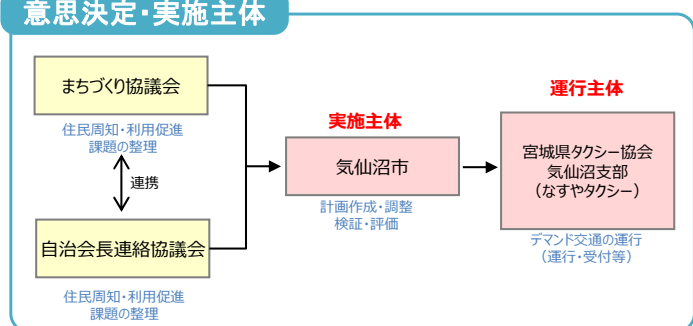 意思決定・実施主体
まちづくり協議会
住民周知・利用促進
課題の整理
連携
自治会長連絡協議会
住民周知・利用促進
課題の整理
実施主体
気仙沼市
計画作成・調整
検証・評価
運行主体
宮城県タクシー協会
気仙沼支部
（なすやタクシー）
デマンド交通の運行
（運行・受付等）